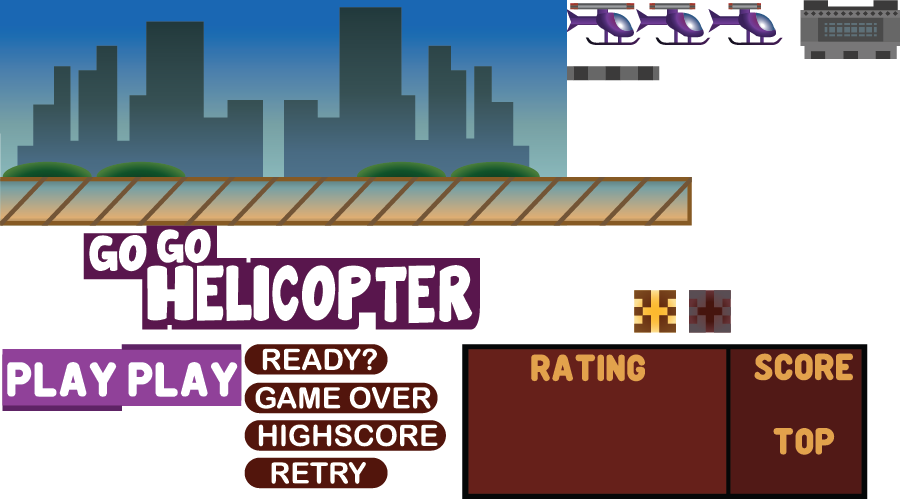 GO GO
HELICOPTER
PLAY PLAY
READY?
GAME OVER
HIGHSCORE
RETRY
RATING
SCORE
TOP